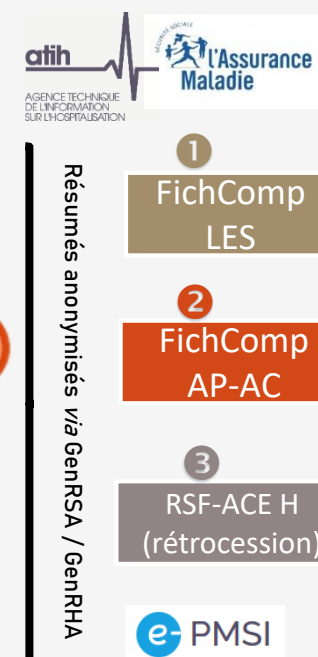 atih
AGENCE TECHNIQUE
DE L'INFORMATION
SUR L'HOSPITALISATION
SÉCURITÉ SOCIALE
l'Assurance
Maladie
Résumés anonymisés via GenRSA / GenRHA
1
FichComp
LES
2
FichComp
AP-AC
3
RSF-ACE H
(rétrocession)
e-PMSI